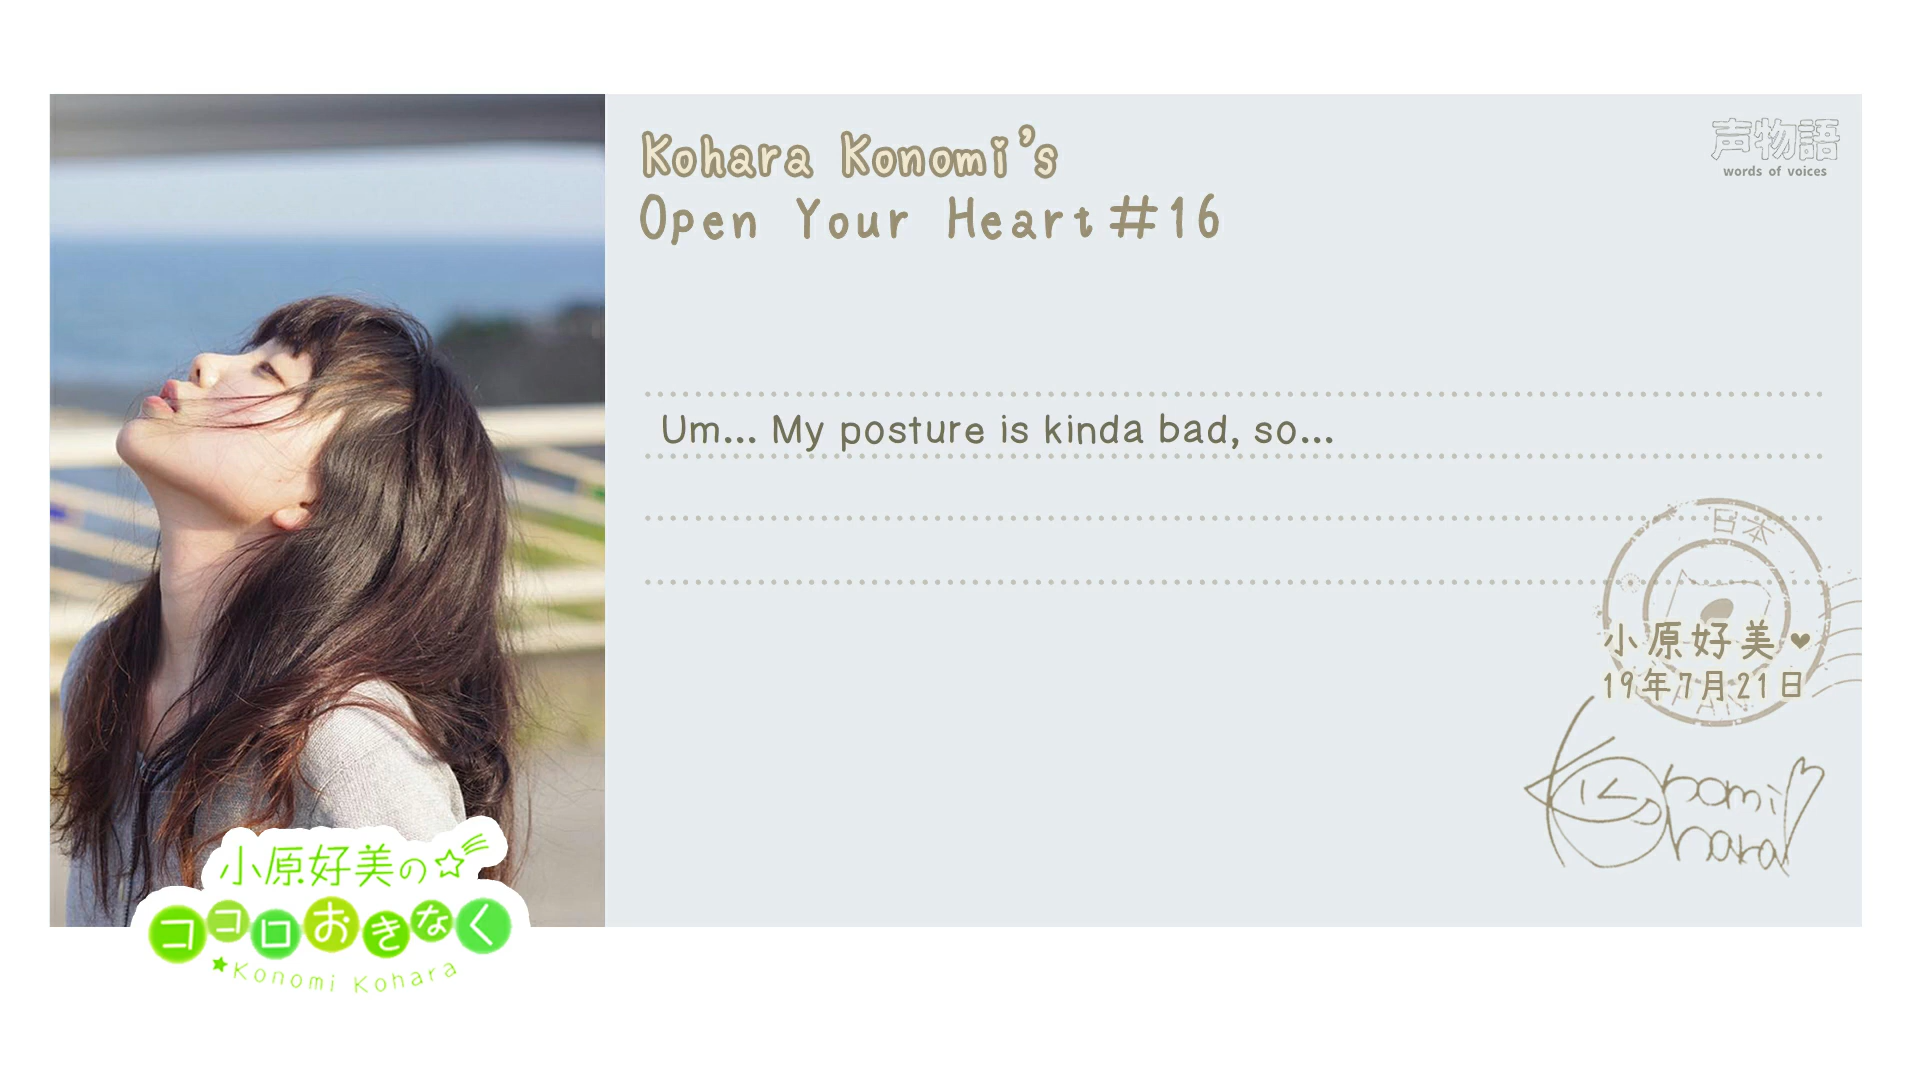 Kohara Konomi's
Open Your Heart#16
声物語
words of voices
Um... My posture is kinda bad, so...
日本
小原好美❤
19年7月21日
Konomi
Kohara
小原好美の☆
ココロおきなく
★Konomi Kohara